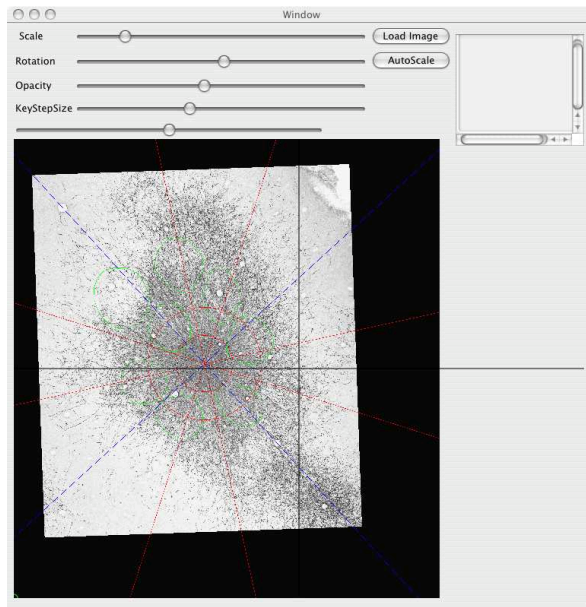 Window
Scale
Load Image
Rotation
AutoScale
Opacity
KeyStepSize